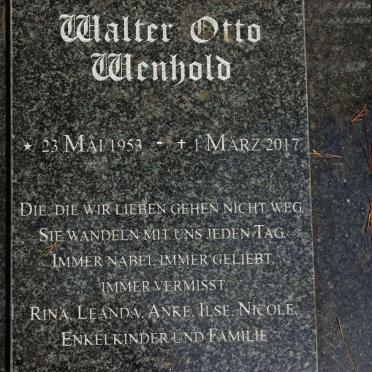 Walter Otto
Wenhold
* 23 Mai 1953 - † 1 März 2017
Die, die wir lieben gehen nicht weg,
Sie wandeln mit uns jeden Tag.
Immer nabei, immer geliebt,
immer vermisst.
Rina, Leanda, Anke, Ilse, Nicole,
Enkelkinder und Familie